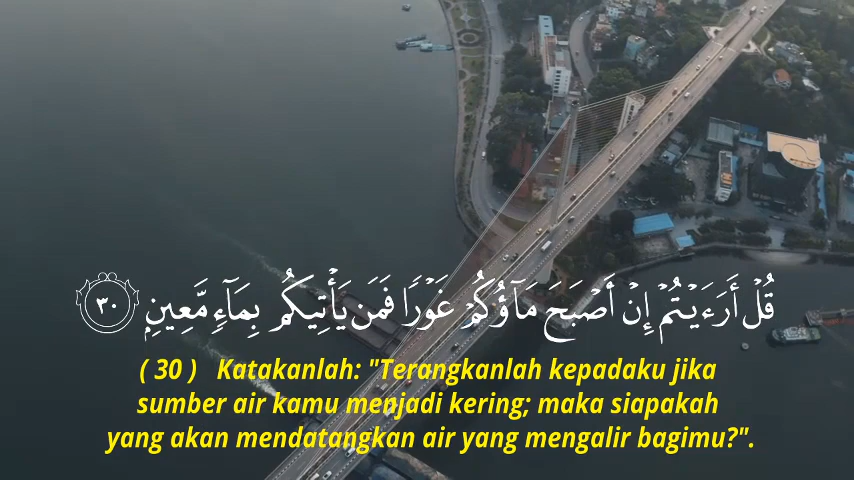 قُلۡ أَرَءَيۡتُمۡ إِنۡ أَصۡبَحَ مَآؤُكُمۡ غَوۡرٗا فَمَن يَأۡتِيكُم بِمَآءٖ مَّعِينِۭ ٣٠
( 30 ) Katakanlah: "Terangkanlah kepadaku jika
sumber air kamu menjadi kering; maka siapakah
yang akan mendatangkan air yang mengalir bagimu?".